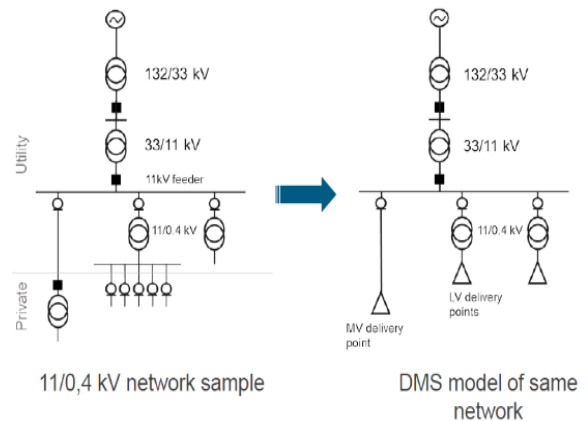 132/33 kV
33/11 kV
11kV feeder
11/0.4 kV
Utility
Private
11/0,4 kV network sample
132/33 kV
33/11 kV
11/0.4 kV
MV delivery
point
LV delivery
points
DMS model of same
network